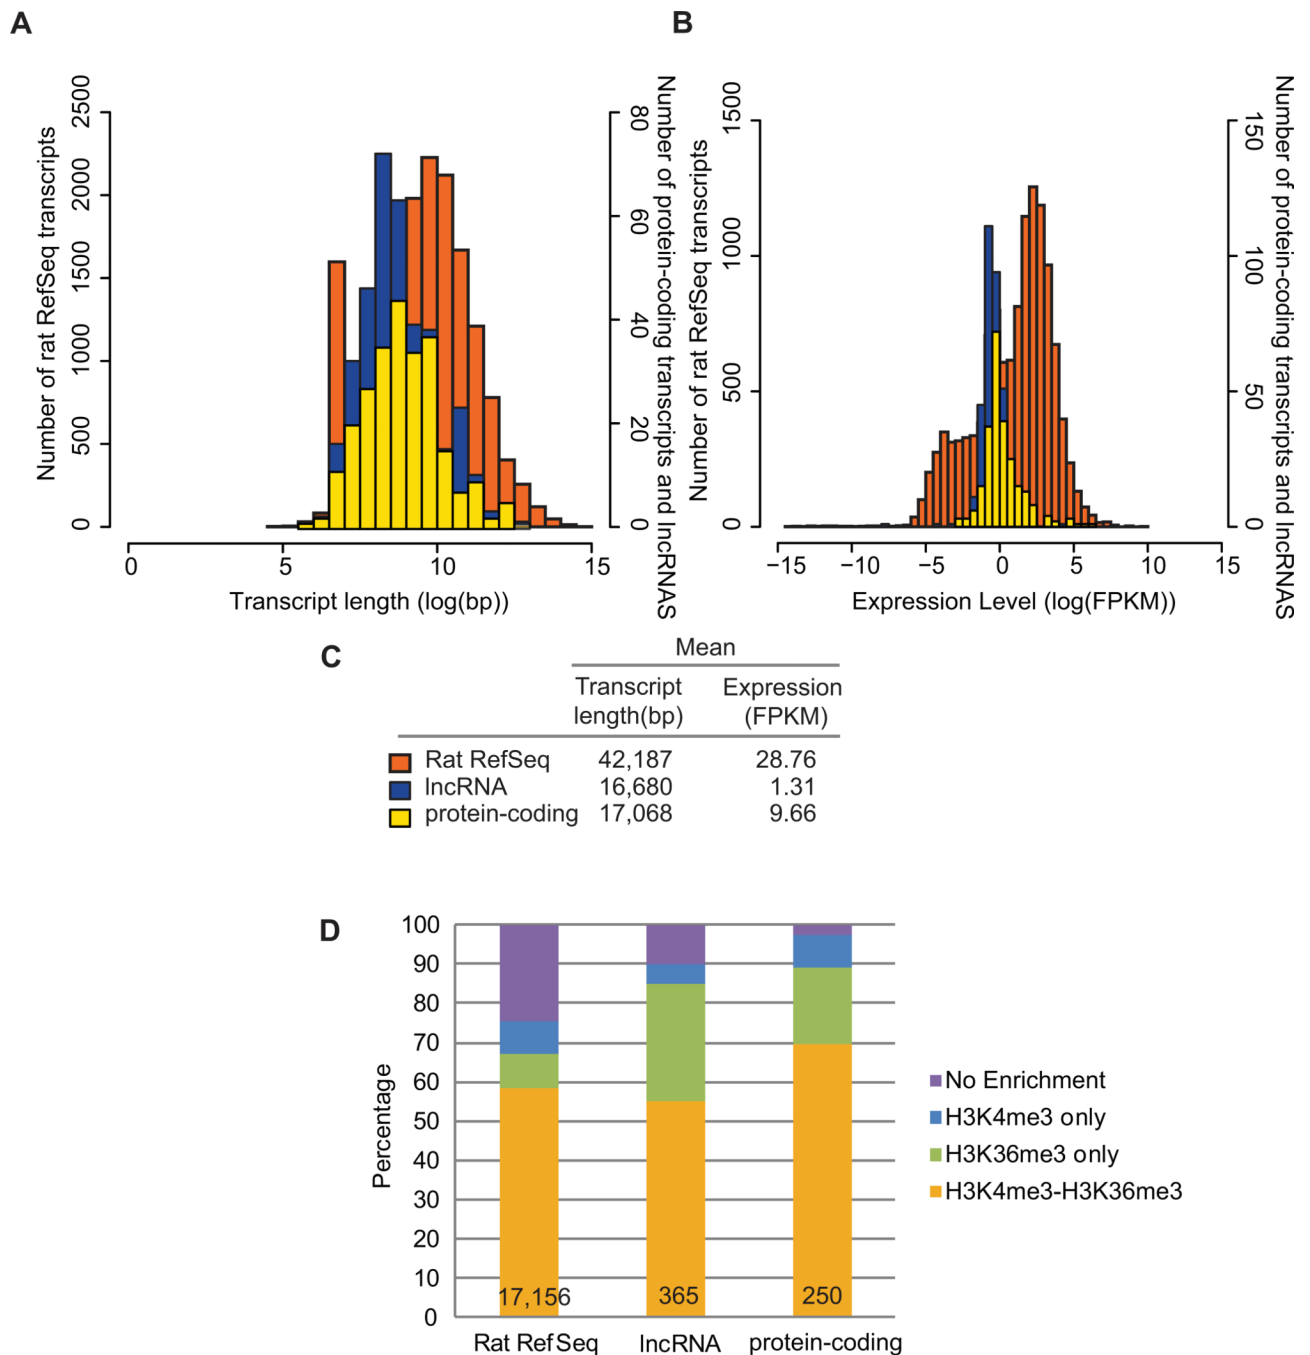 A
Number of rat RefSeq transcripts
0
500
1000
1500
2000
2500
0
5
10
15
Transcript length (log(bp))
0
20
40
60
80
Number of protein-coding transcripts and lncRNAS
B
Number of rat RefSeq transcripts
0
500
1000
1500
−15
−10
−5
0
5
10
15
Expression Level (log(FPKM))
0
50
100
150
Number of protein-coding transcripts and lncRNAS
C
Mean
Transcript Expression
length(bp) (FPKM)
Rat RefSeq 42,187 28.76
lncRNA 16,680 1.31
protein-coding 17,068 9.66
D
Percentage
100
90
80
70
60
50
40
30
20
10
0
17,156 365 250
Rat RefSeq lncRNA protein-coding
No Enrichment
H3K4me3 only
H3K36me3 only
H3K4me3-H3K36me3